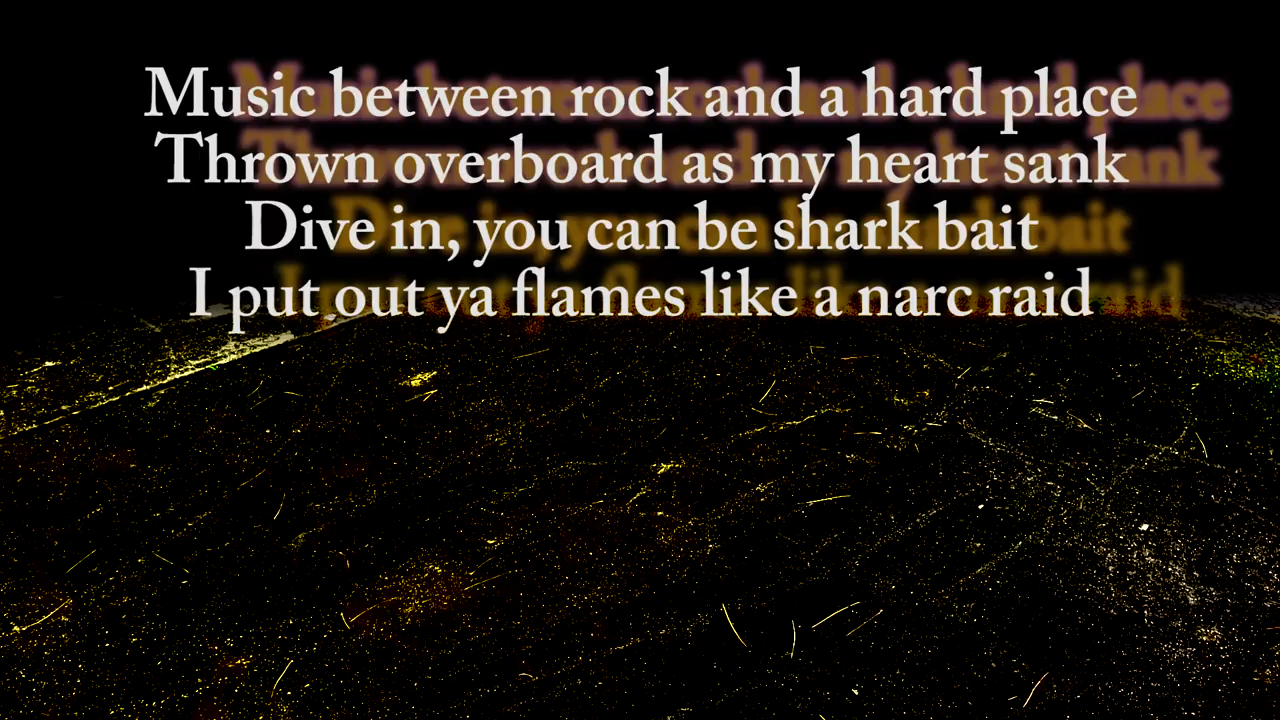 Music between rock and a hard place
Thrown overboard as my heart sank
Dive in, you can be shark bait
I put out ya flames like a narc raid